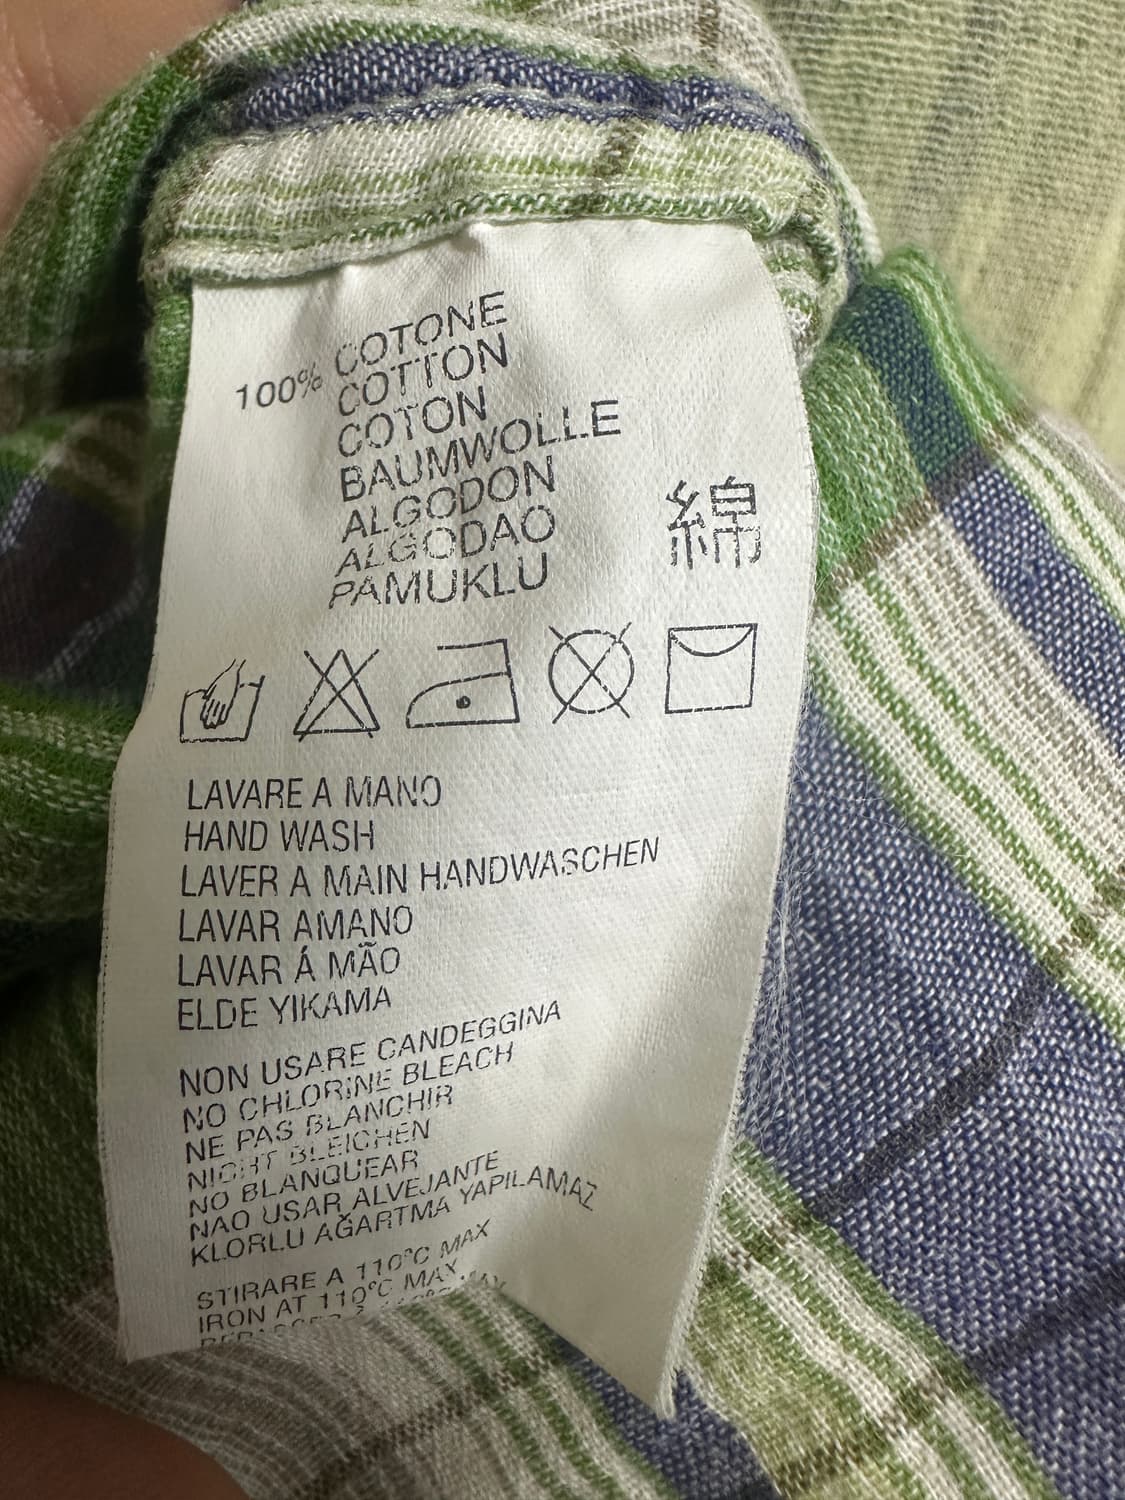 100% COTONE
COTTON
COTON
BAUMWOLLE
ALGODON
ALGODAO
PAMUKLU
綿
LAVARE A MANO
HAND WASH
LAVER A MAIN HANDWASCHEN
LAVAR AMANO
LAVAR Á MÃO
ELDE YIKAMA
NON USARE CANDEGGINA
NO CHLORINE BLEACH
NE PAS BLANCHIR
NICHT BLEICHEN
NO BLANQUEAR
NAO USAR ALVEJANTE
KLORLU AĞARTMA YAPILAMAZ
STIRARE A 110°C MAX
IRON AT 110°C MAX